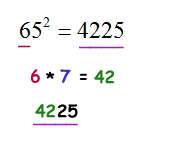 65² = 4225
6 * 7 = 42
4225